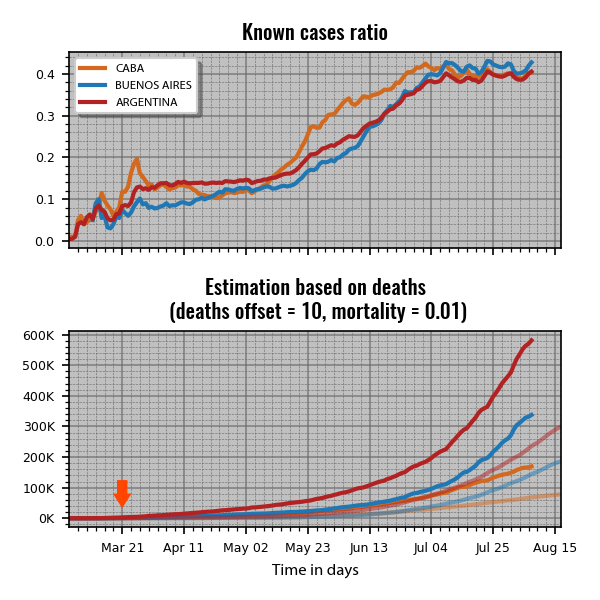 Known cases ratio
0.4
0.3
0.2
0.1
0.0
CABA
BUENOS AIRES
ARGENTINA
Estimation based on deaths
(deaths offset = 10, mortality = 0.01)
600K
500K
400K
300K
200K
100K
0K
Mar 21 Apr 11 May 02 May 23 Jun 13 Jul 04 Jul 25 Aug 15
Time in days